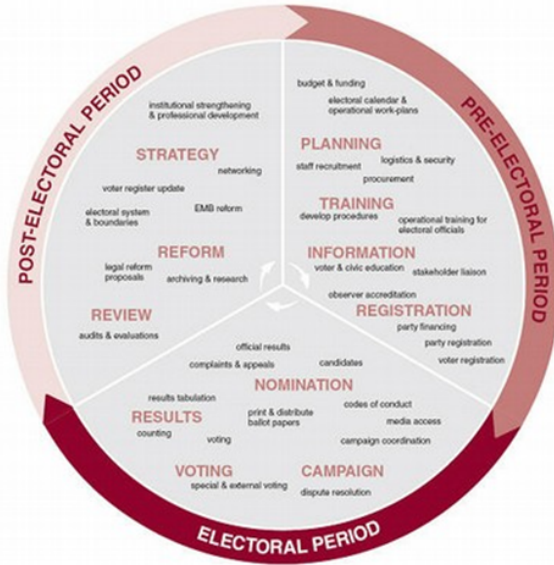 POST-ELECTORAL PERIOD
institutional strengthening
& professional development
STRATEGY
networking
voter register update
electoral system
& boundaries
EMB reform
REFORM
legal reform
proposals
archiving & research
REVIEW
audits & evaluations
PRE-ELECTORAL PERIOD
budget & funding
electoral calendar &
operational work-plans
PLANNING
logistics & security
staff recruitment
procurement
TRAINING
develop procedures
operational training for
electoral officials
INFORMATION
voter & civic education
stakeholder liaison
observer accreditation
REGISTRATION
party financing
party registration
voter registration
official results
complaints & appeals
candidates
NOMINATION
results tabulation
print & distribute
ballot papers
codes of conduct
RESULTS
media access
counting
voting
campaign coordination
VOTING
CAMPAIGN
special & external voting
dispute resolution
ELECTORAL PERIOD